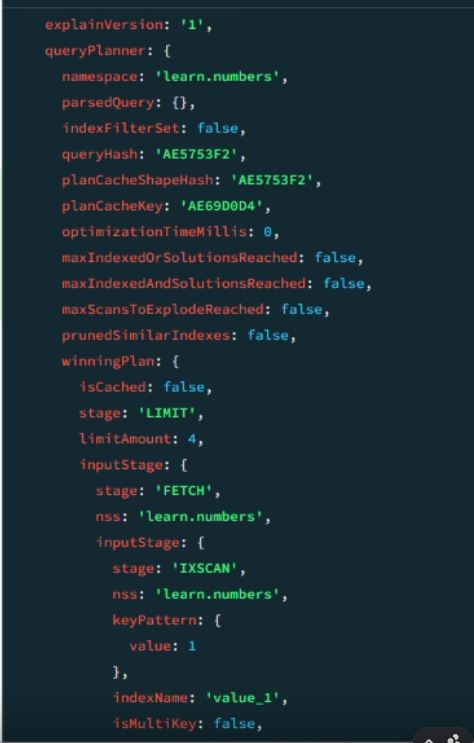 explainVersion: '1',
queryPlanner: {
namespace: 'learn.numbers',
parsedQuery: {},
indexFilterSet: false,
queryHash: 'AE5753F2',
planCacheShapeHash: 'AE5753F2',
planCacheKey: 'AE69D0D4',
optimizationTimeMillis: 0,
maxIndexedOrSolutionsReached: false,
maxIndexedAndSolutionsReached: false,
maxScansToExplodeReached: false,
prunedSimilarIndexes: false,
winningPlan: {
isCached: false,
stage: 'LIMIT',
limitAmount: 4,
inputStage: {
stage: 'FETCH',
nss: 'learn.numbers',
inputStage: {
stage: 'IXSCAN',
nss: 'learn.numbers',
keyPattern: {
value: 1
},
indexName: 'value_1',
isMultiKey: false,